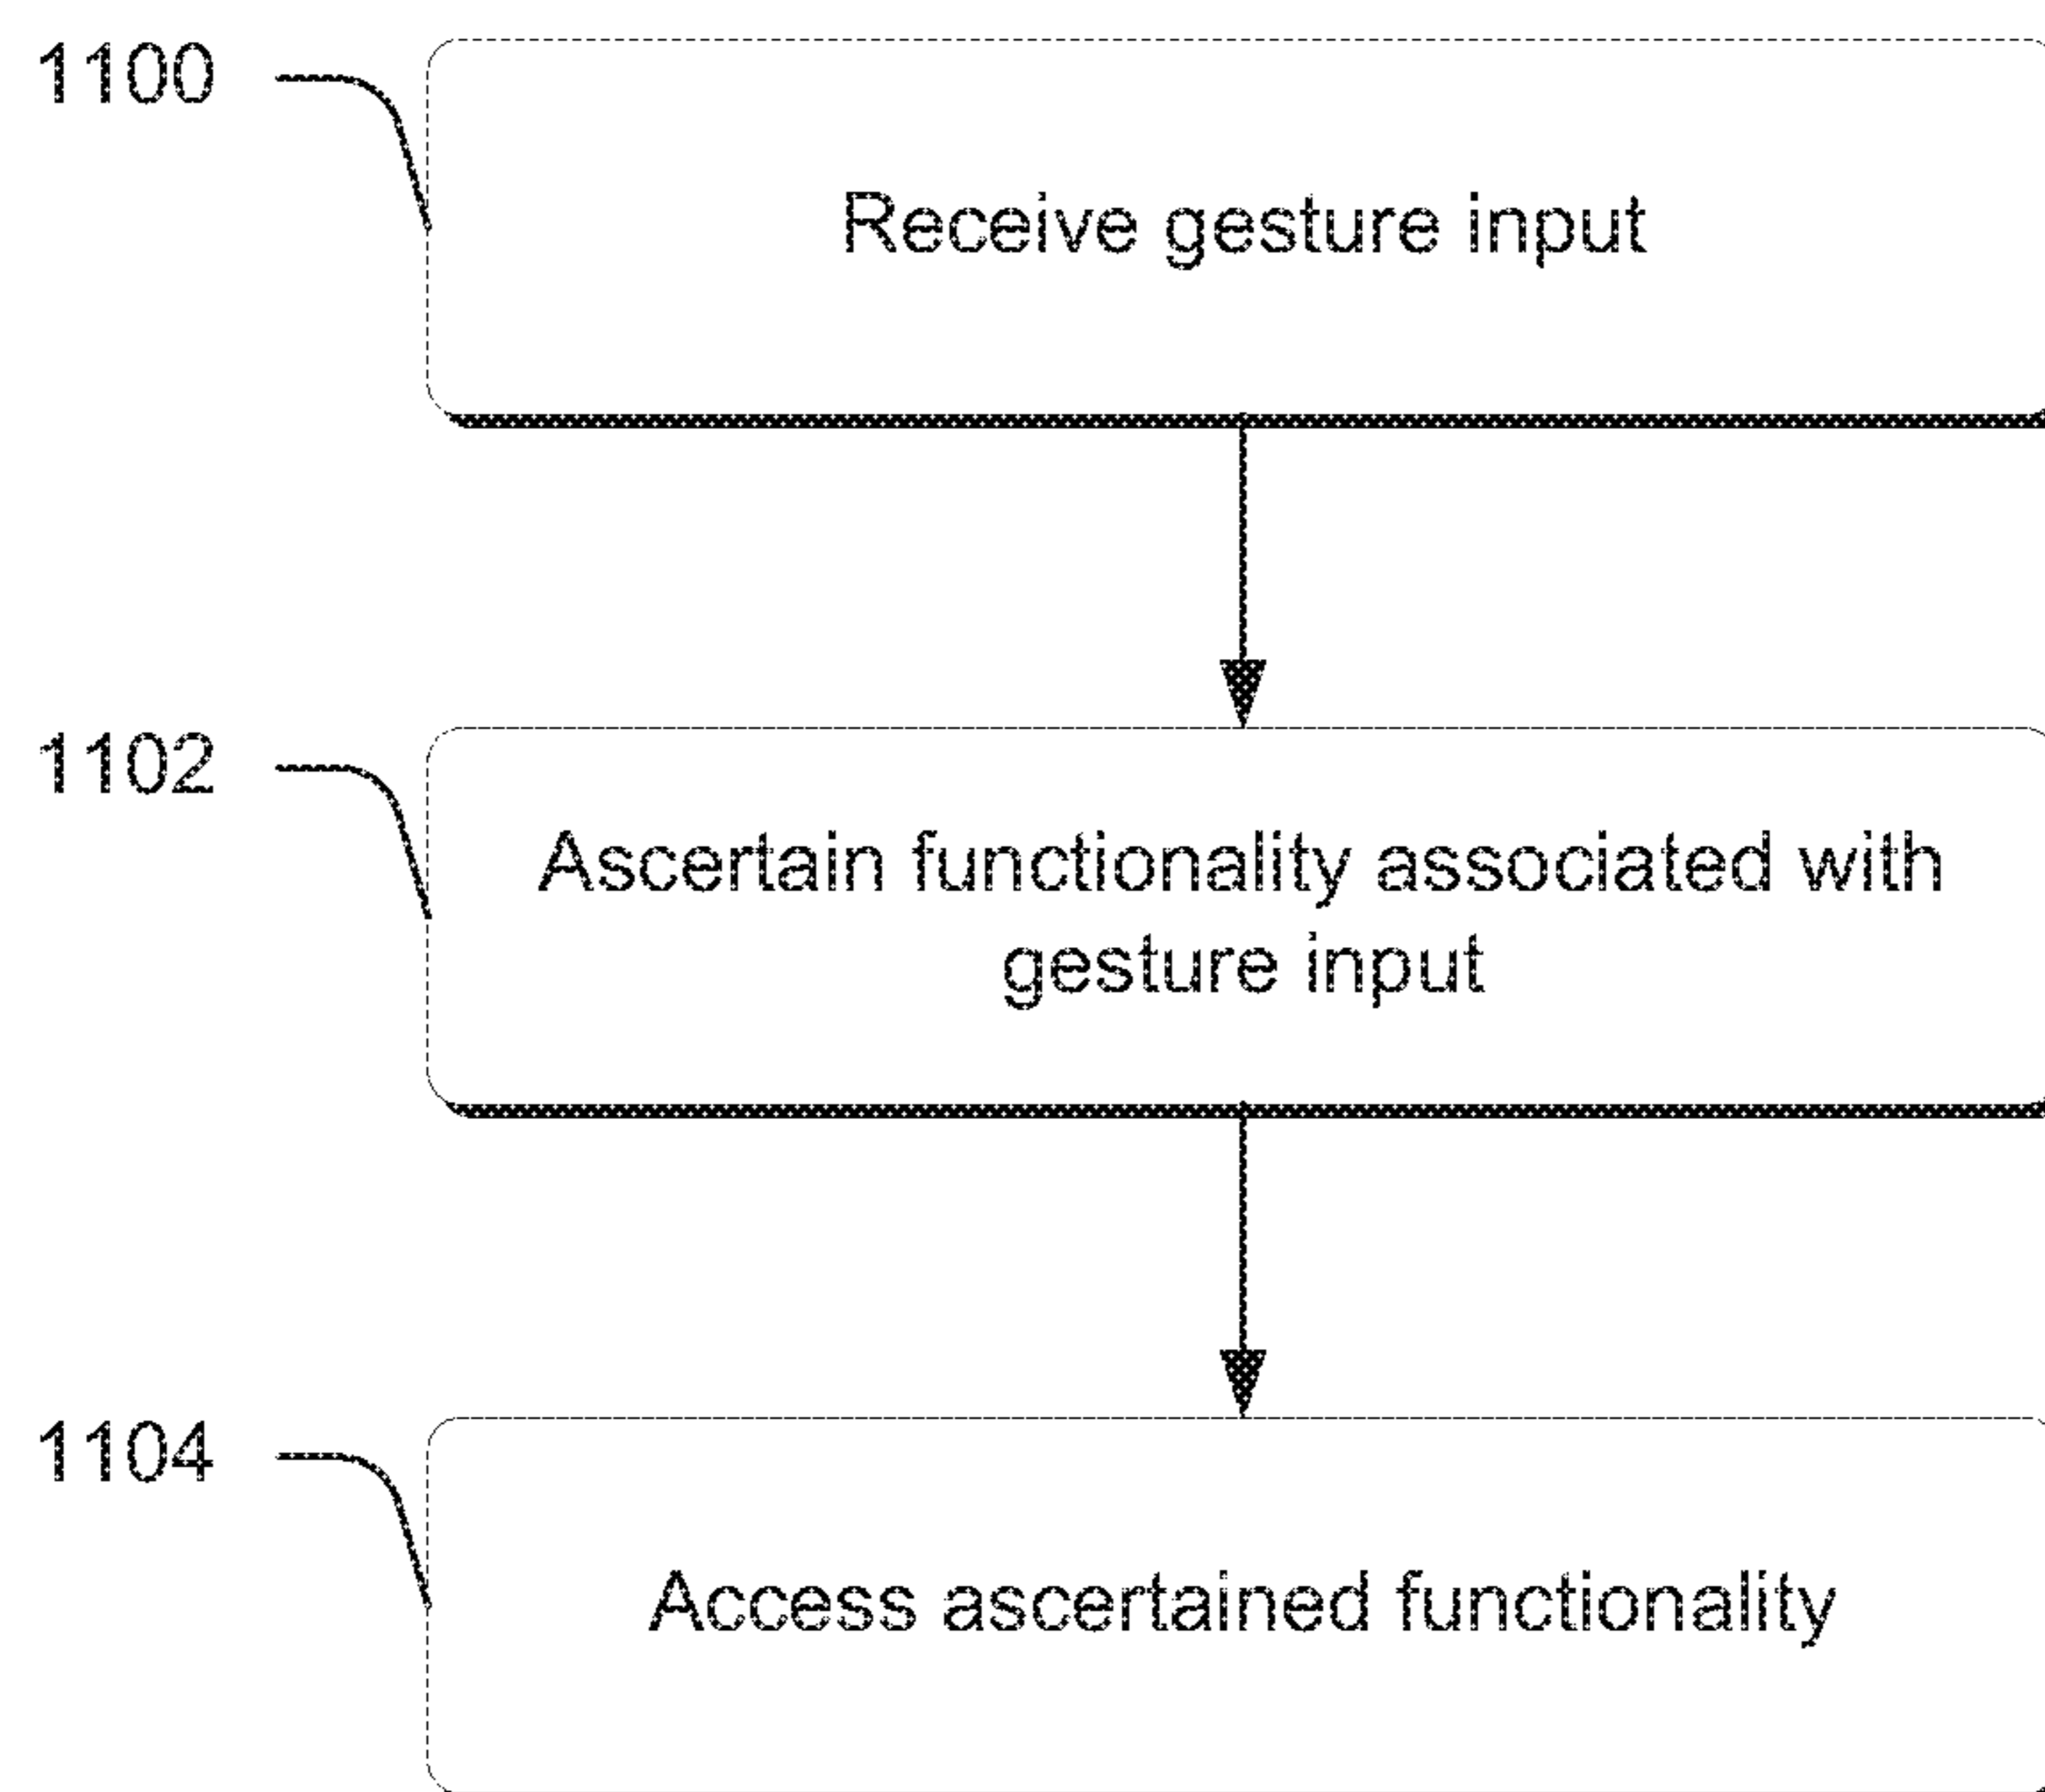 1100
Receive gesture input
1102
Ascertain functionality associated with
gesture input
1104
Access ascertained functionality